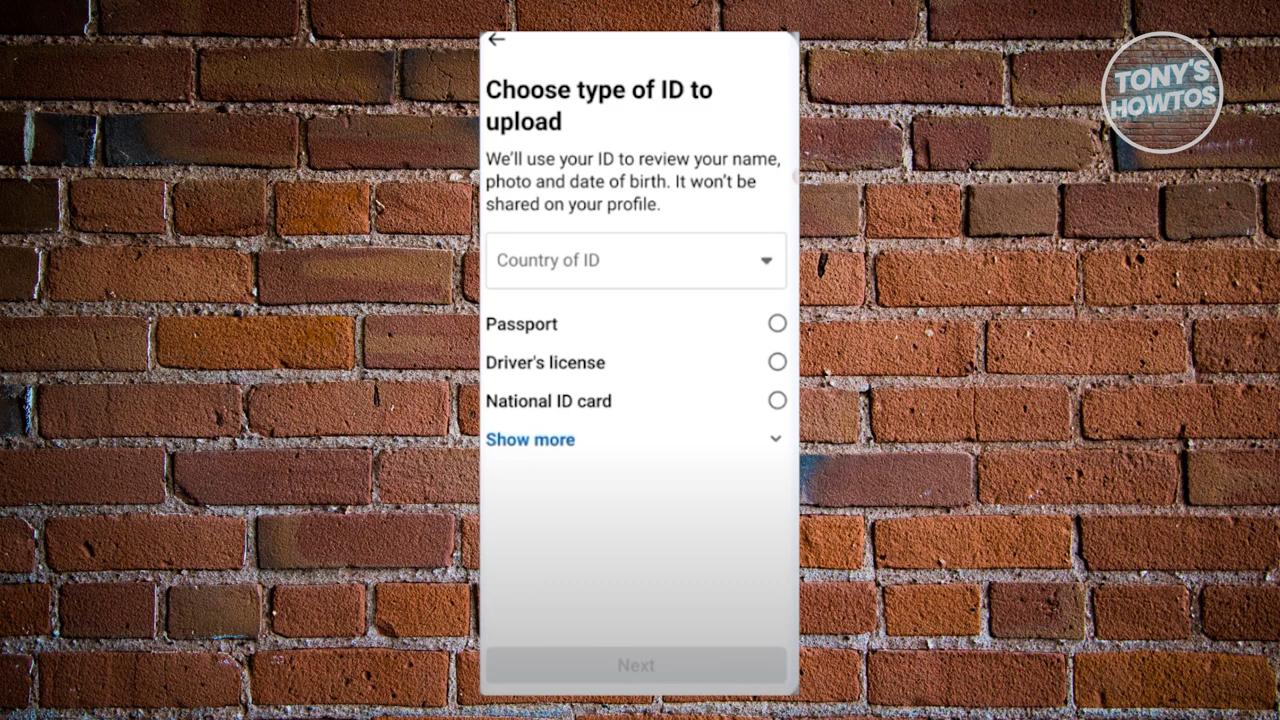 TONY'S
HOWTOS
Choose type of ID to
upload
We'll use your ID to review your name,
photo and date of birth. It won't be
shared on your profile.
Country of ID
Passport
Driver's license
National ID card
Show more
Next